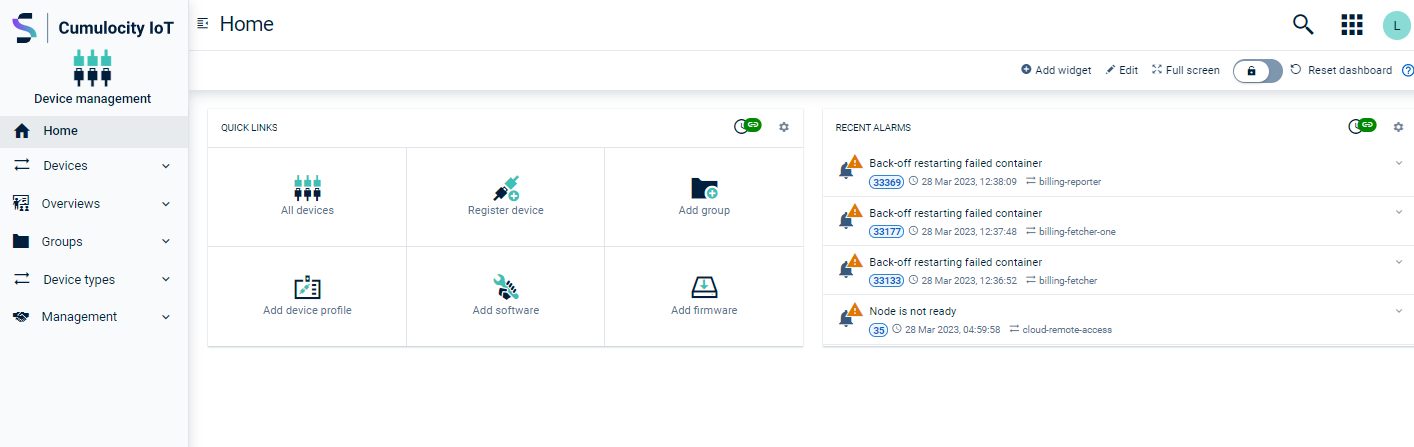 Cumulocity IoT
Home
L
Device management
Add widget Edit Full screen Reset dashboard ?
Home
Devices
Overviews
Groups
Device types
Management
QUICK LINKS
All devices
Register device
Add group
Add device profile
Add software
Add firmware
RECENT ALARMS
Back-off restarting failed container
33369 28 Mar 2023, 12:38:09 billing-reporter
Back-off restarting failed container
33177 28 Mar 2023, 12:37:48 billing-fetcher-one
Back-off restarting failed container
33133 28 Mar 2023, 12:36:52 billing-fetcher
Node is not ready
35 28 Mar 2023, 04:59:58 cloud-remote-access